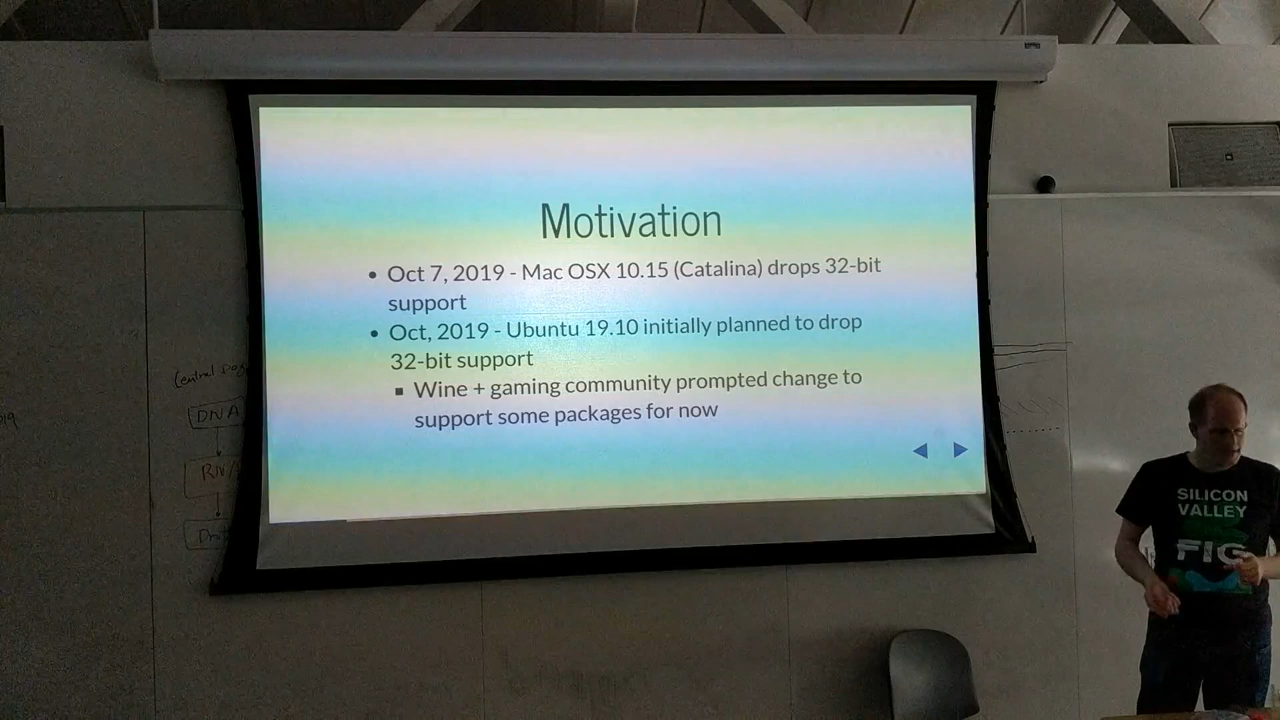 Motivation
• Oct 7, 2019 - Mac OSX 10.15 (Catalina) drops 32-bit
support
• Oct, 2019 - Ubuntu 19.10 initially planned to drop
32-bit support
▪ Wine + gaming community prompted change to
support some packages for now
Central
DNA
SILICON
VALLEY
FIG